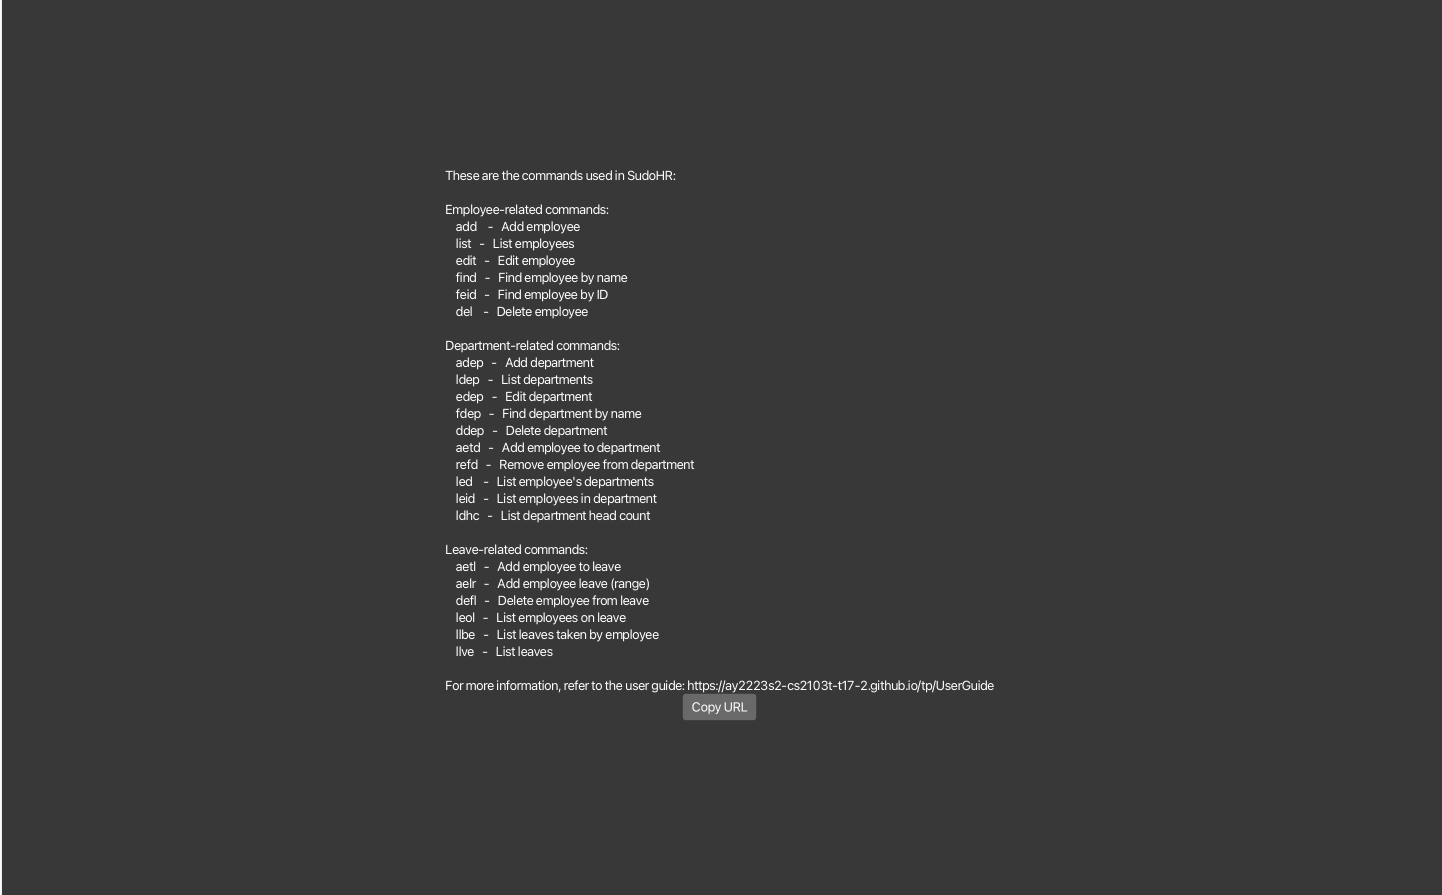 These are the commands used in SudoHR:
Employee-related commands:
add - Add employee
list - List employees
edit - Edit employee
find - Find employee by name
feid - Find employee by ID
del - Delete employee
Department-related commands:
adep - Add department
ldep - List departments
edep - Edit department
fdep - Find department by name
ddep - Delete department
aetd - Add employee to department
refd - Remove employee from department
led - List employee's departments
leid - List employees in department
ldhc - List department head count
Leave-related commands:
aetl - Add employee to leave
aelr - Add employee leave (range)
defl - Delete employee from leave
leol - List employees on leave
llbe - List leaves taken by employee
llve - List leaves
For more information, refer to the user guide: https://ay2223s2-cs2103t-t17-2.github.io/tp/UserGuide
Copy URL